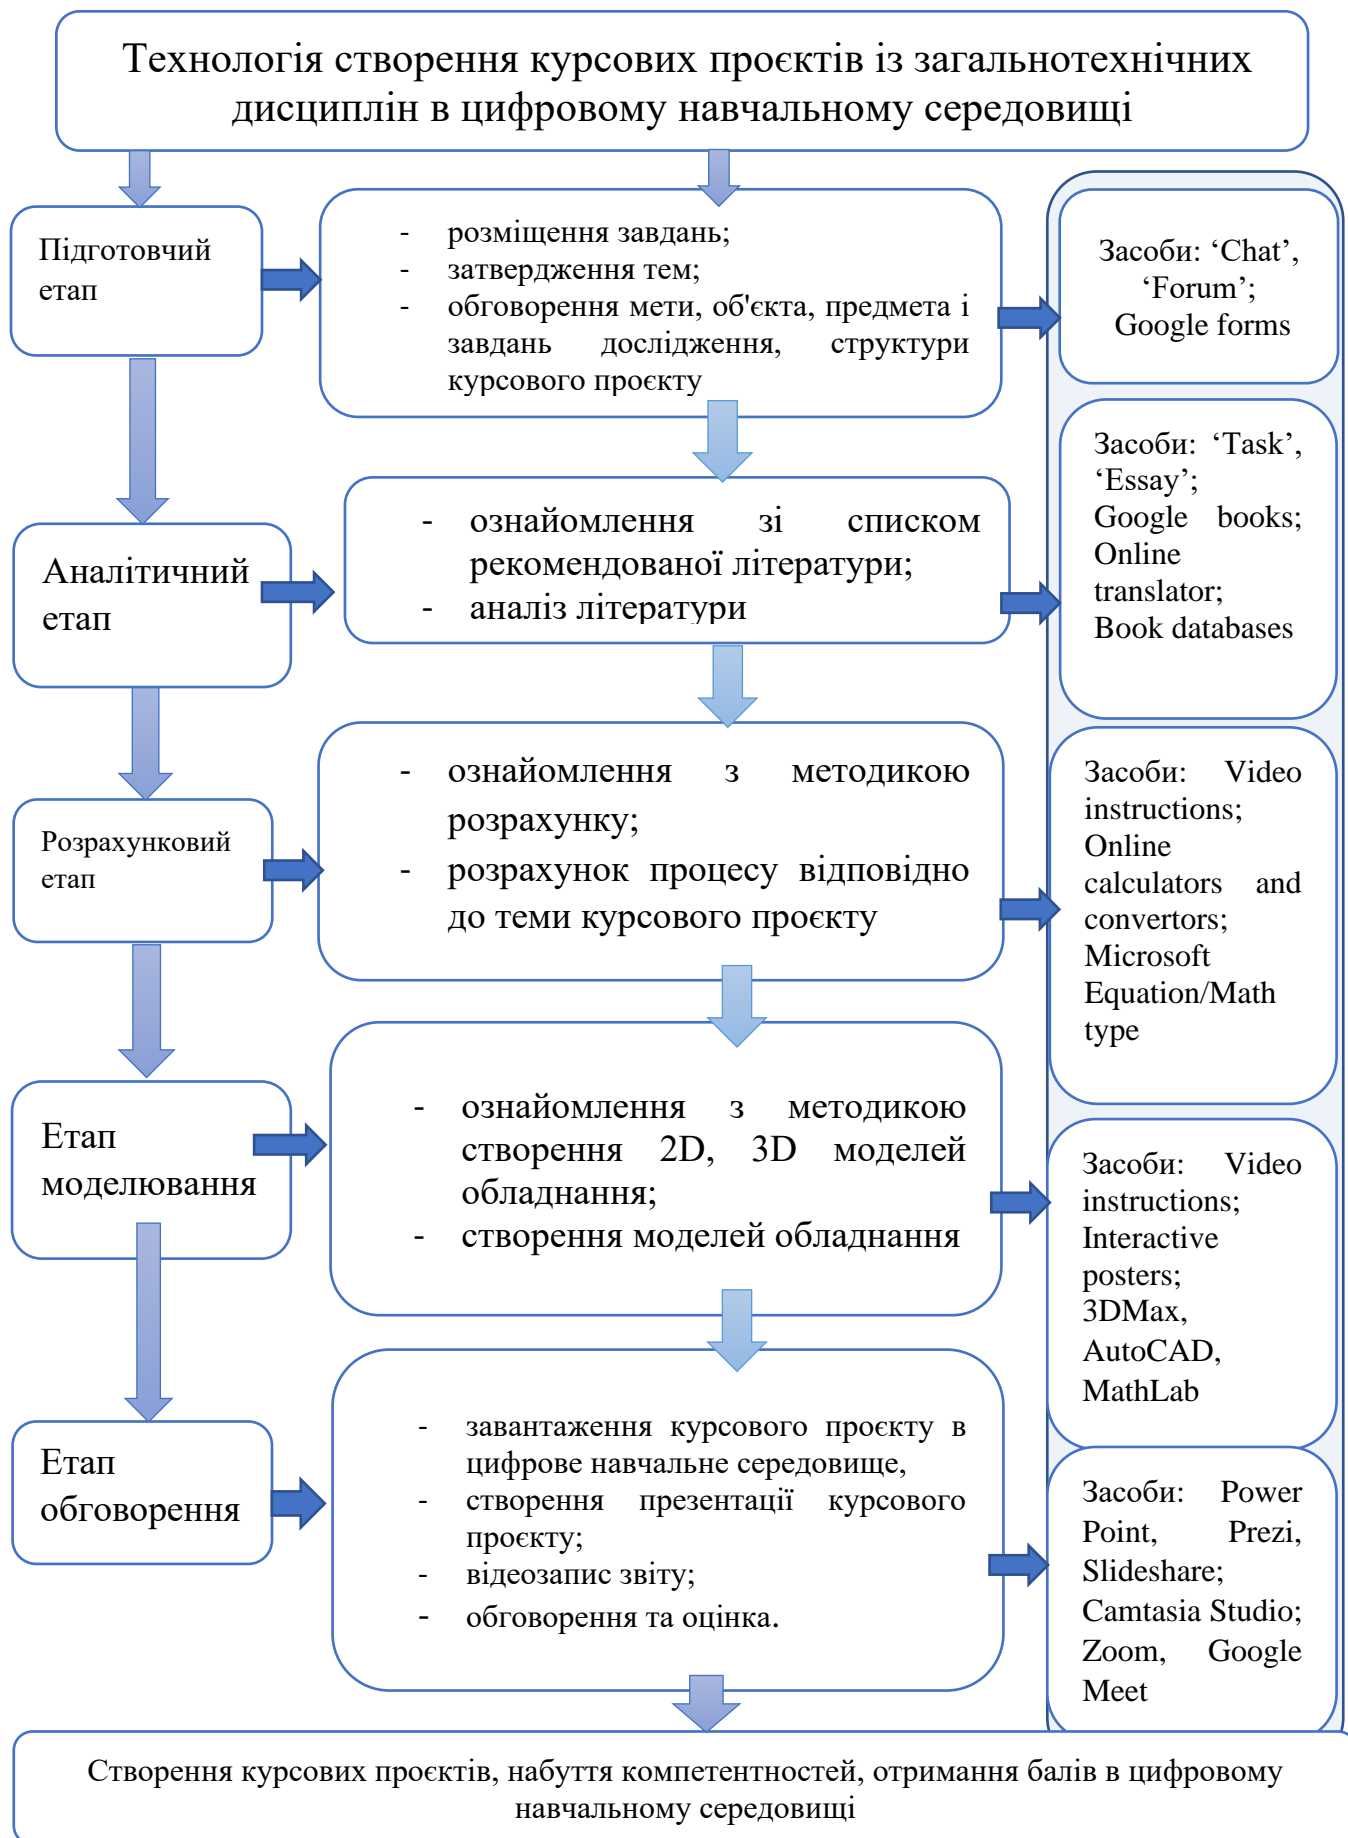 Технологія створення курсових проєктів із загальнотехнічних
дисциплін в цифровому навчальному середовищі
Підготовчий
етап
- розміщення завдань;
- затвердження тем;
- обговорення мети, об'єкта, предмета і
завдань дослідження, структури
курсового проєкту
Засоби: ‘Chat’,
‘Forum’;
Google forms
Аналітичний
етап
- ознайомлення зі списком
рекомендованої літератури;
- аналіз літератури
Засоби: ‘Task’,
‘Essay’;
Google books;
Online
translator;
Book databases
Розрахунковий
етап
- ознайомлення з методикою
розрахунку;
- розрахунок процесу відповідно
до теми курсового проєкту
Засоби: Video
instructions;
Online
calculators and
convertors;
Microsoft
Equation/Math
type
Етап
моделювання
- ознайомлення з методикою
створення 2D, 3D моделей
обладнання;
- створення моделей обладнання
Засоби: Video
instructions;
Interactive
posters;
3DMax,
AutoCAD,
MathLab
Етап
обговорення
- завантаження курсового проєкту в
цифрове навчальне середовище,
- створення презентації курсового
проєкту;
- відеозапис звіту;
- обговорення та оцінка.
Засоби: Power
Point, Prezi,
Slideshare;
Camtasia Studio;
Zoom, Google
Meet
Створення курсових проєктів, набуття компетентностей, отримання балів в цифровому
навчальному середовищі